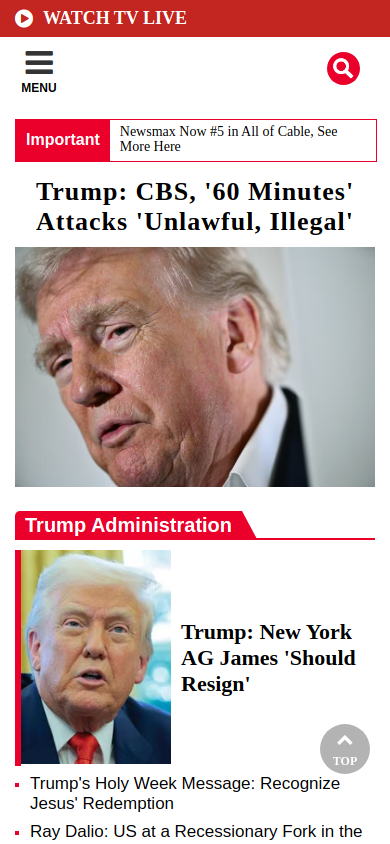 WATCH TV LIVE
MENU
Important
Newsmax Now #5 in All of Cable, See
More Here
Trump: CBS, '60 Minutes'
Attacks 'Unlawful, Illegal'
Trump Administration
Trump: New York
AG James 'Should
Resign'
TOP
Trump's Holy Week Message: Recognize
Jesus' Redemption
Ray Dalio: US at a Recessionary Fork in the